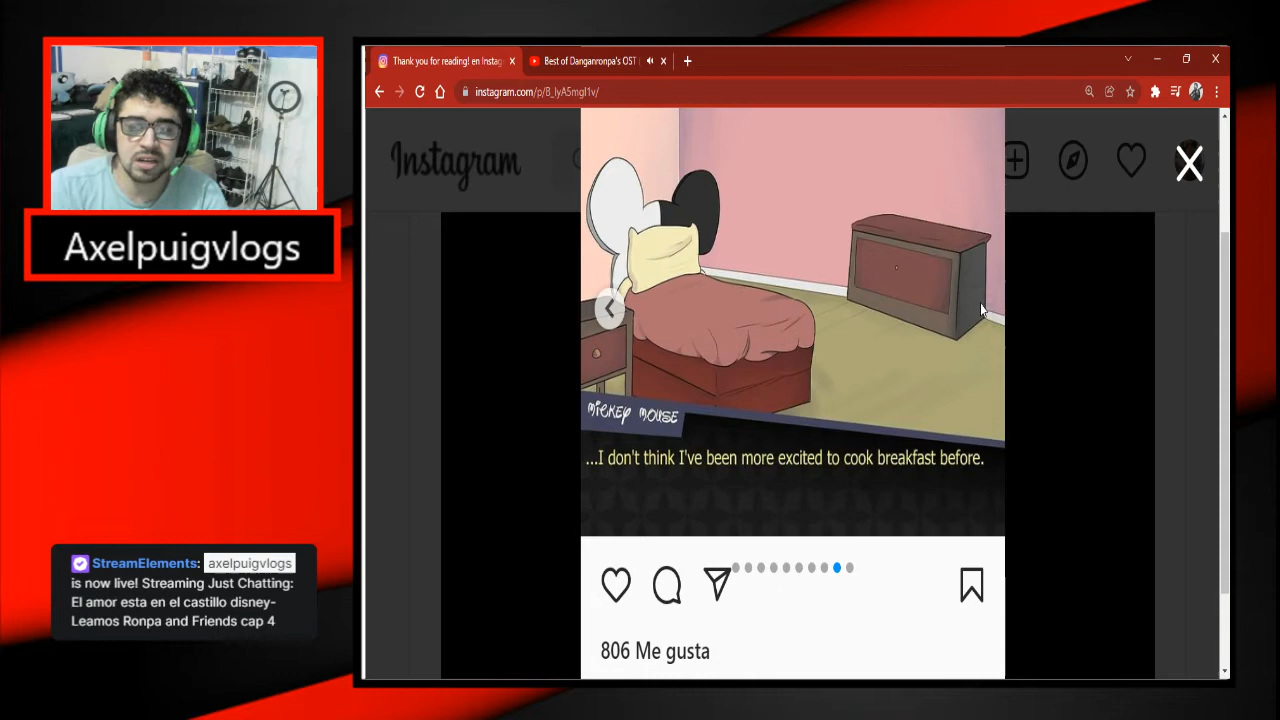 Thank you for reading! en Instag
Best of Danganronpa's OST
instagram.com/p/B_lyA5mgl1v/
Instagram
Axelpuigvlogs
MICKEY MOUSE
...I don't think I've been more excited to cook breakfast before.
StreamElements: axelpuigvlogs
is now live! Streaming Just Chatting:
El amor esta en el castillo disney-
Leamos Ronpa and Friends cap 4
806 Me gusta